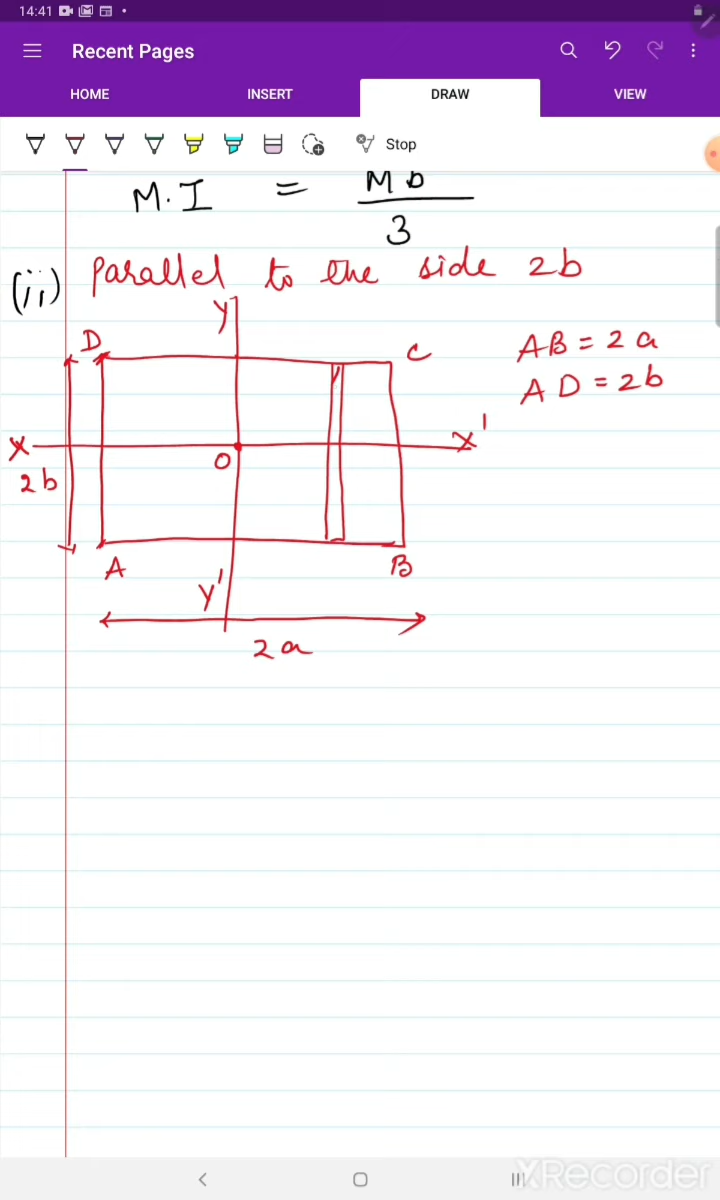 14:41
Recent Pages
HOME INSERT DRAW VIEW
Stop
M.I = Mb
3
(ii) Parallel to the side 2b
Y
D
C
AB = 2a
AD = 2b
X
X'
O
2b
A
B
Y'
2a
XRecorder